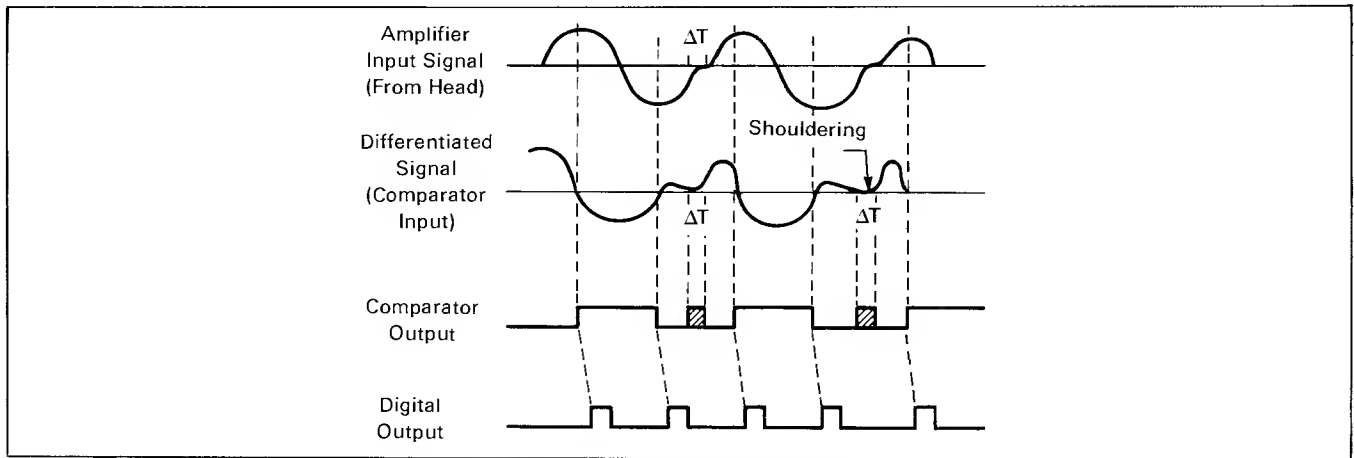 Amplifier
Input Signal
(From Head)
ΔT
Differentiated
Signal
(Comparator
Input)
Shouldering
ΔT
ΔT
Comparator
Output
Digital
Output